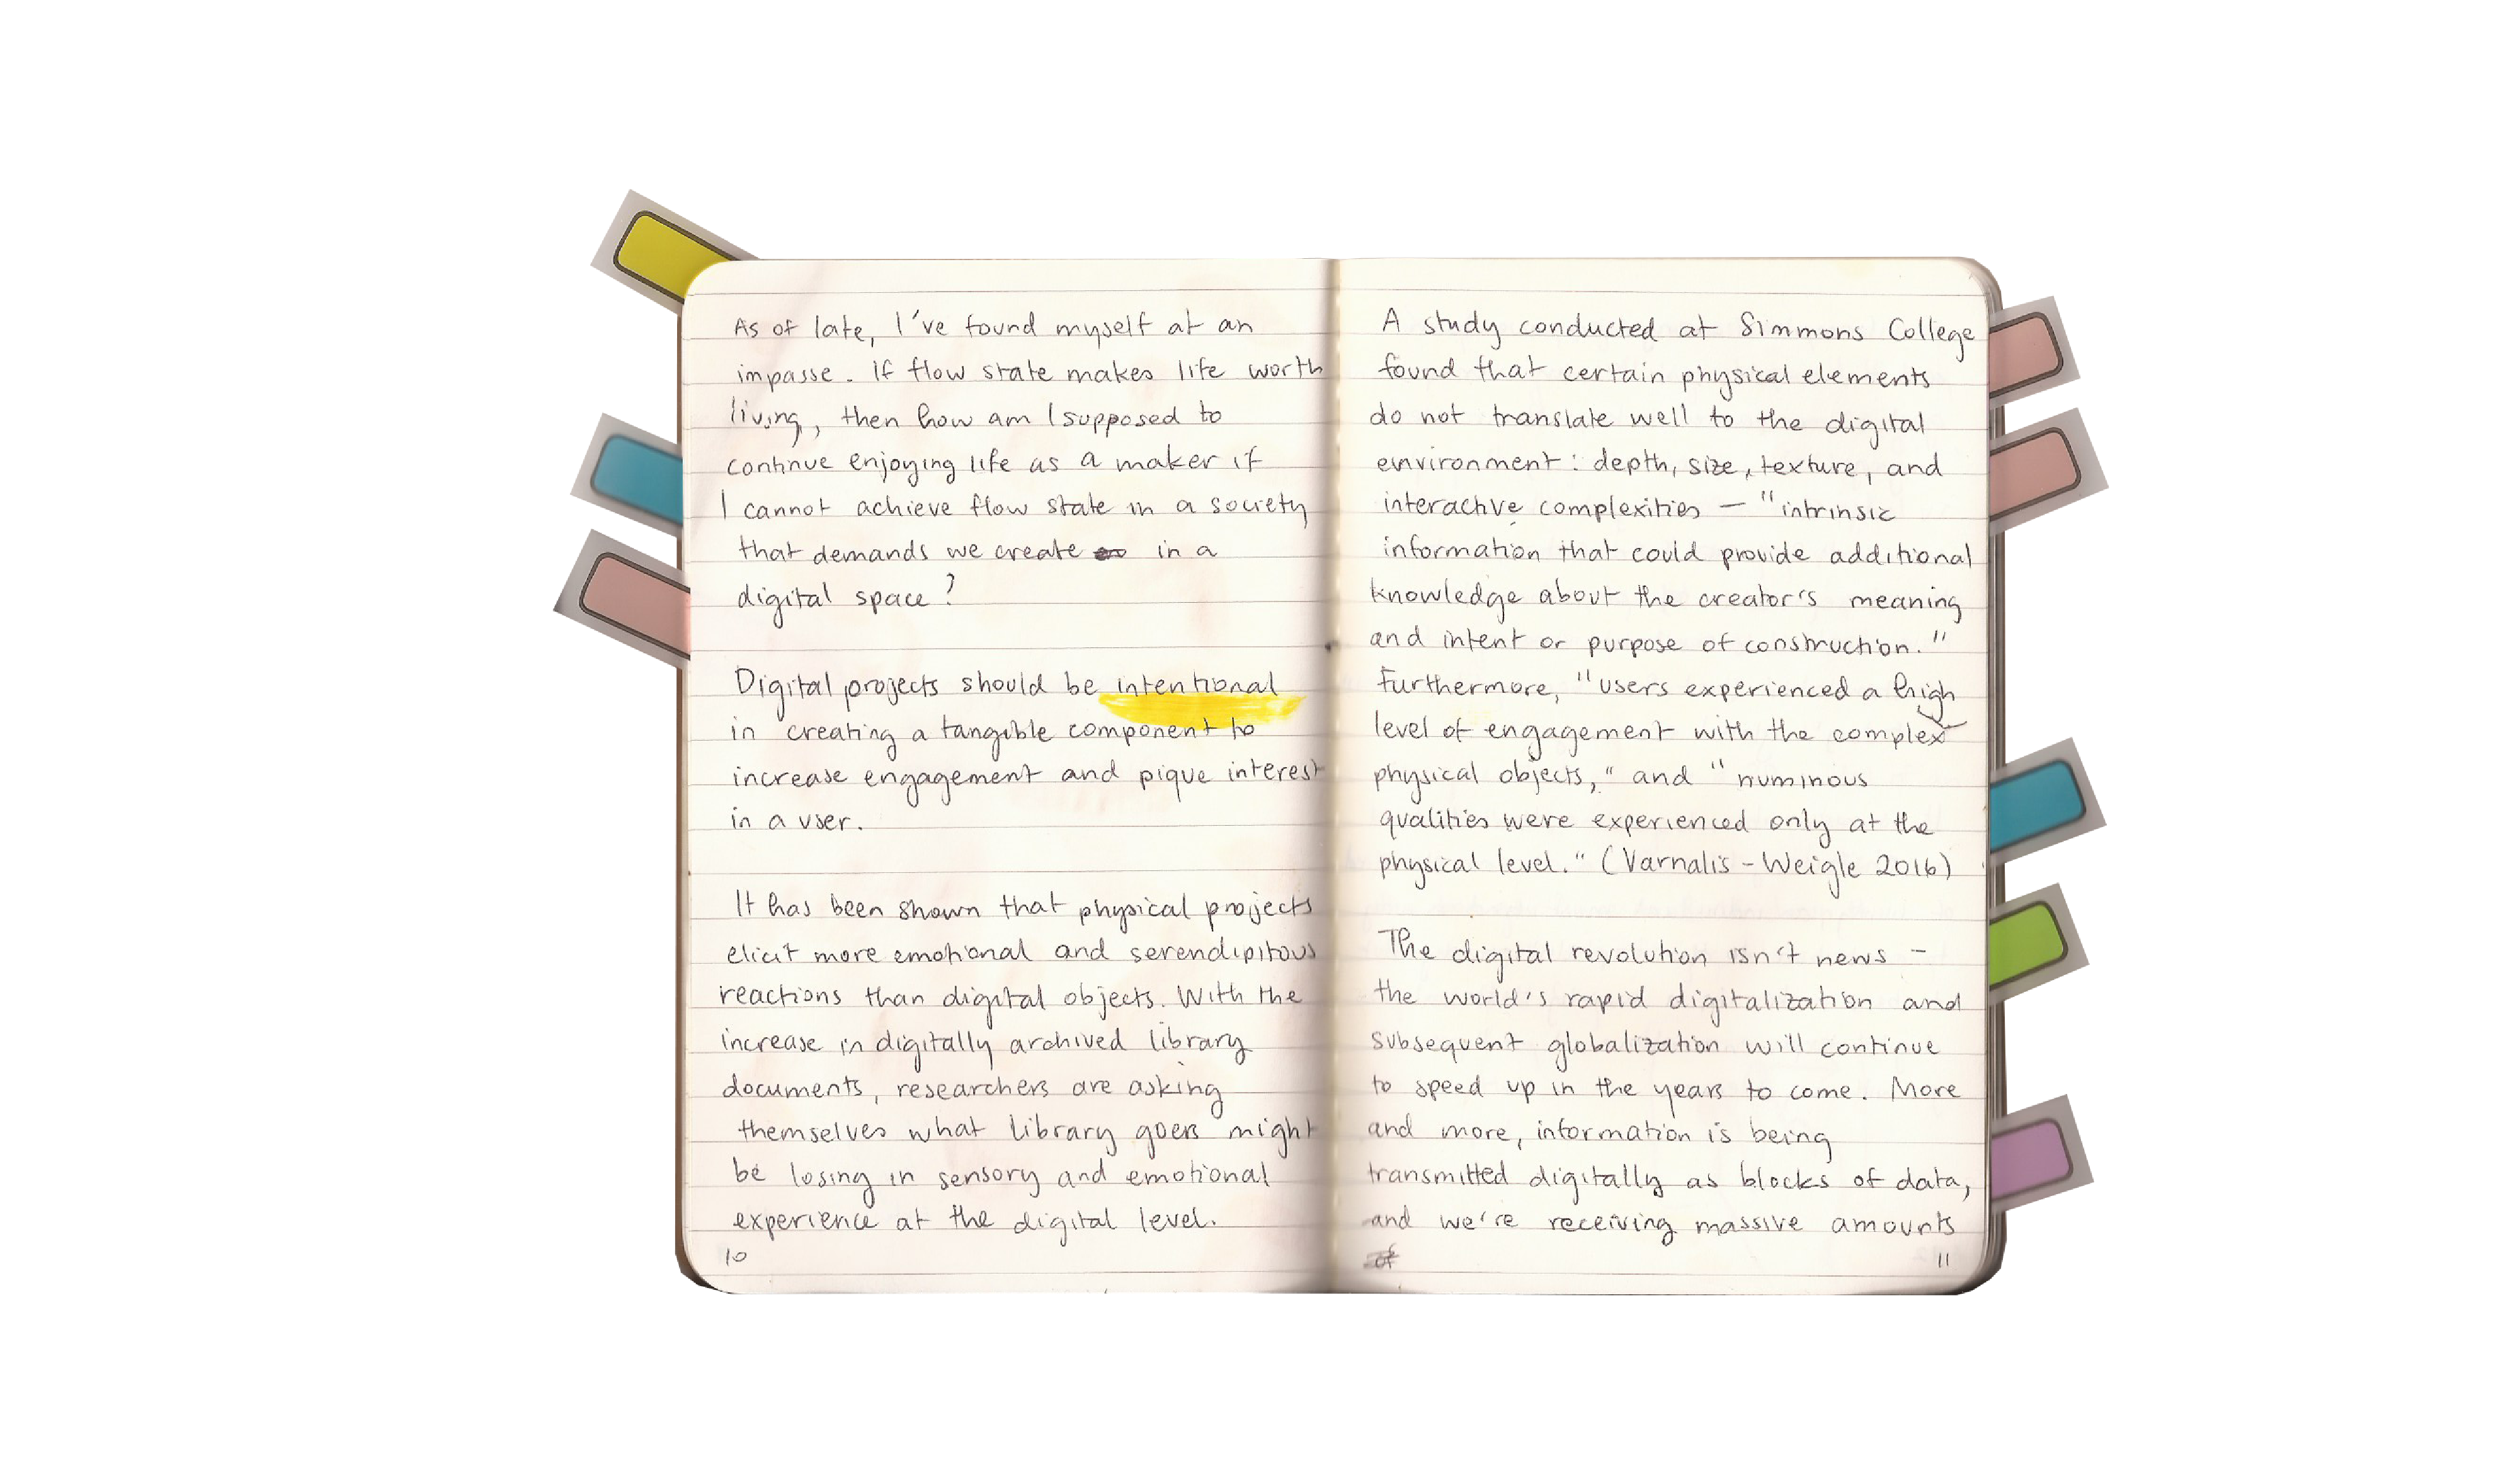 As of late, I've found myself at an
impasse. If flow state makes life worth
living, then how am I supposed to
continue enjoying life as a maker if
I cannot achieve flow state in a society
that demands we create in a
digital space?
Digital projects should be intentional
in creating a tangible component to
increase engagement and pique interest
in a user.
It has been shown that physical projects
elicit more emotional and serendipitous
reactions than digital objects. With the
increase in digitally archived library
documents, researchers are asking
themselves what library goers might
be losing in sensory and emotional
experience at the digital level.
10
A study conducted at Simmons College
found that certain physical elements
do not translate well to the digital
environment: depth, size, texture, and
interactive complexities — "intrinsic
information that could provide additional
knowledge about the creator's meaning
and intent or purpose of construction."
Furthermore, "users experienced a high
level of engagement with the complex
physical objects," and "numinous
qualities were experienced only at the
physical level." (Varnalis-Weigle 2016)
The digital revolution isn't news -
the world's rapid digitalization and
subsequent globalization will continue
to speed up in the years to come. More
and more, information is being
transmitted digitally as blocks of data,
and we're receiving massive amounts
of
11